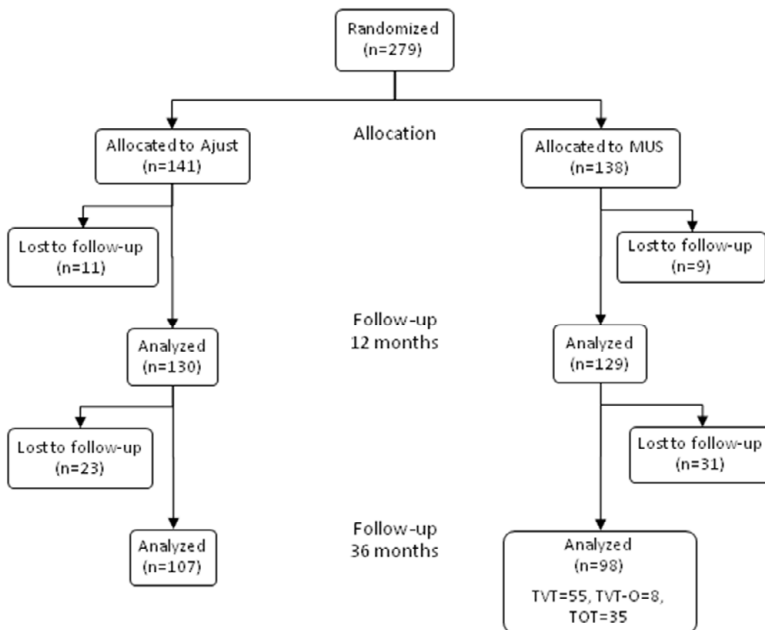 Randomized
(n=279)
Allocation
Allocated to Ajust
(n=141)
Allocated to MUS
(n=138)
Lost to follow-up
(n=11)
Lost to follow-up
(n=9)
Follow-up
12 months
Analyzed
(n=130)
Analyzed
(n=129)
Lost to follow-up
(n=23)
Lost to follow-up
(n=31)
Follow-up
36 months
Analyzed
(n=107)
Analyzed
(n=98)
TVT=55, TVT-O=8,
TOT=35